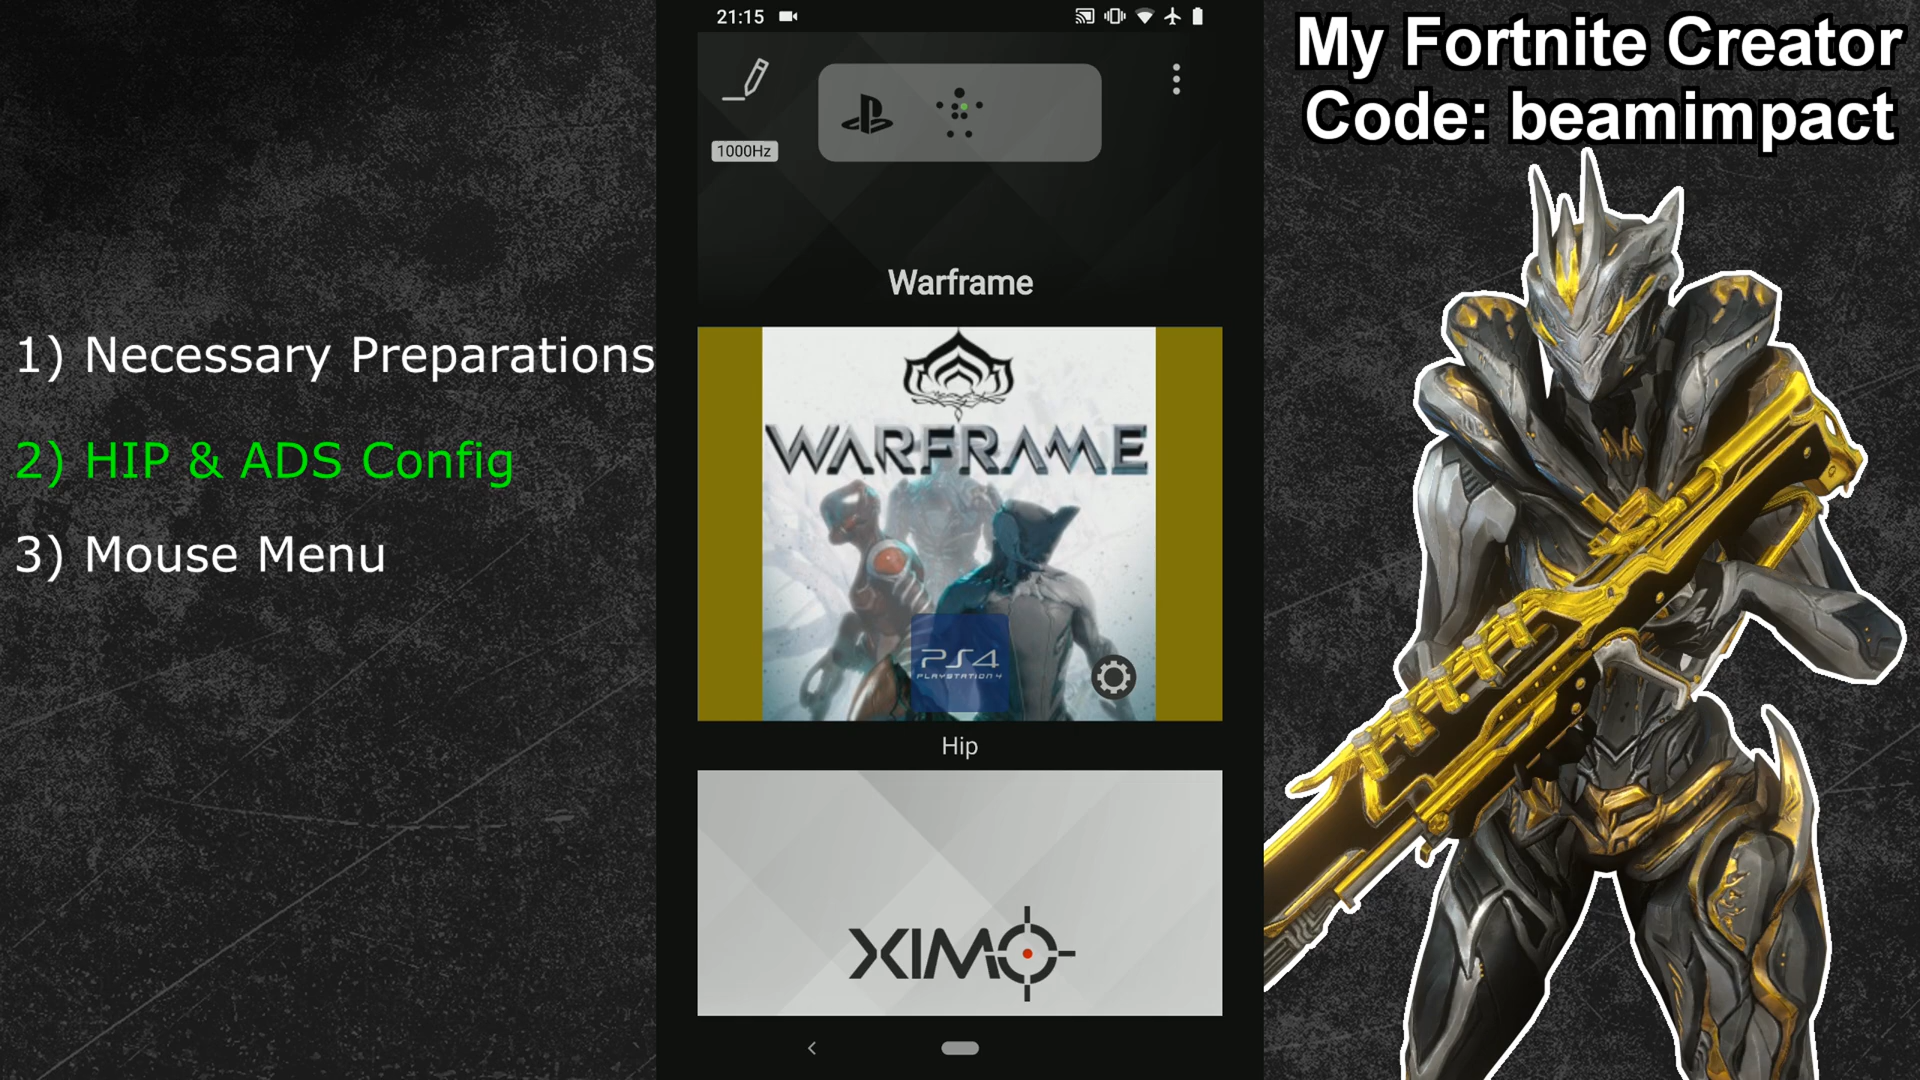 21:15
1000Hz
Warframe
WARFRAME
PS4
PLAYSTATION 4
Hip
XIM
1) Necessary Preparations
2) HIP & ADS Config
3) Mouse Menu
My Fortnite Creator
Code: beamimpact